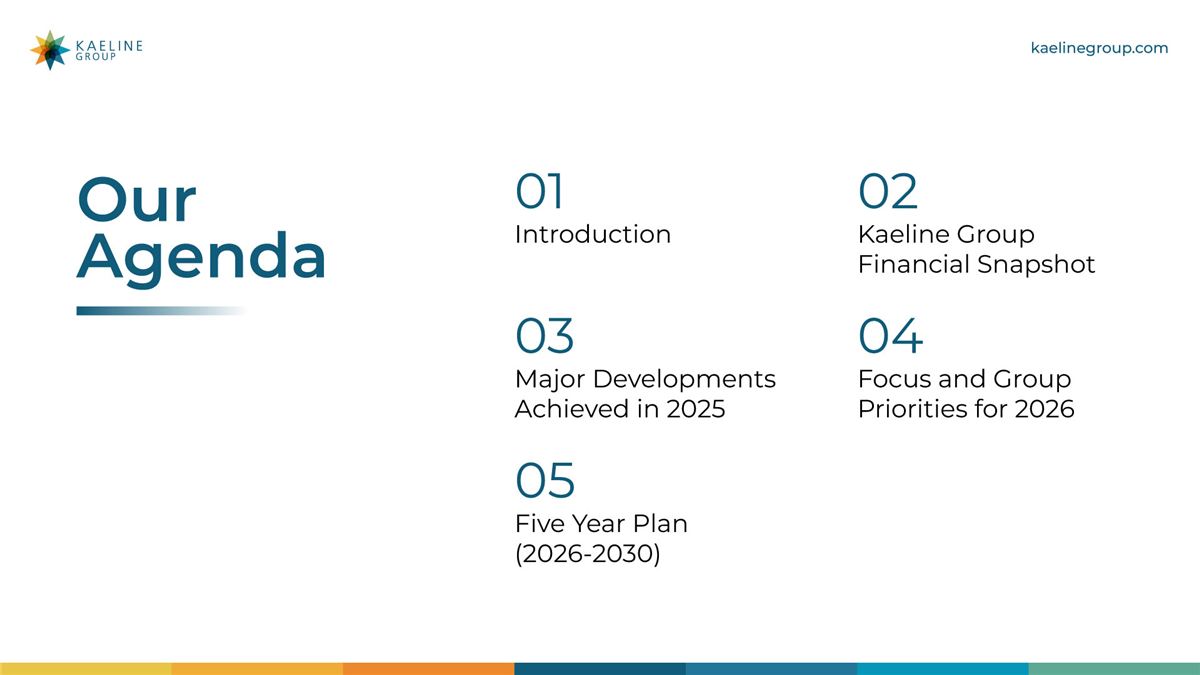 KAELINE
GROUP
kaelinegroup.com
Our
Agenda
01
Introduction
02
Kaeline Group
Financial Snapshot
03
Major Developments
Achieved in 2025
04
Focus and Group
Priorities for 2026
05
Five Year Plan
(2026-2030)